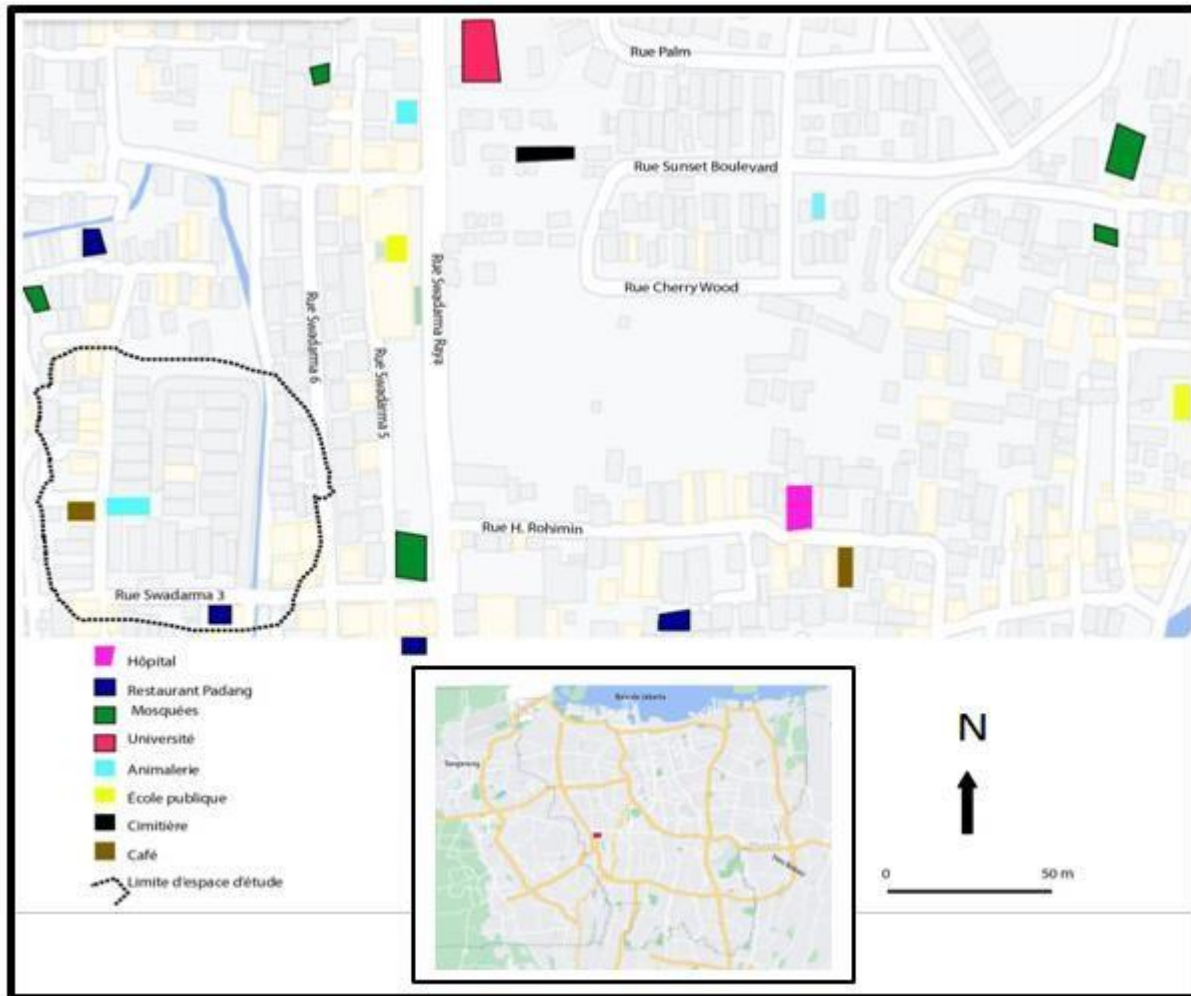 Rue Palm
Rue Sunset Boulevard
Rue Cherry Wood
Rue Swadarma Raya
Rue Swadarma 6
Rue Swadarma 5
Rue H. Rohimin
Rue Swadarma 3
Hôpital
Restaurant Padang
Mosquées
Université
Animalerie
École publique
Cimitière
Café
Limite d'espace d'étude
Tangerang
N
0 50 m